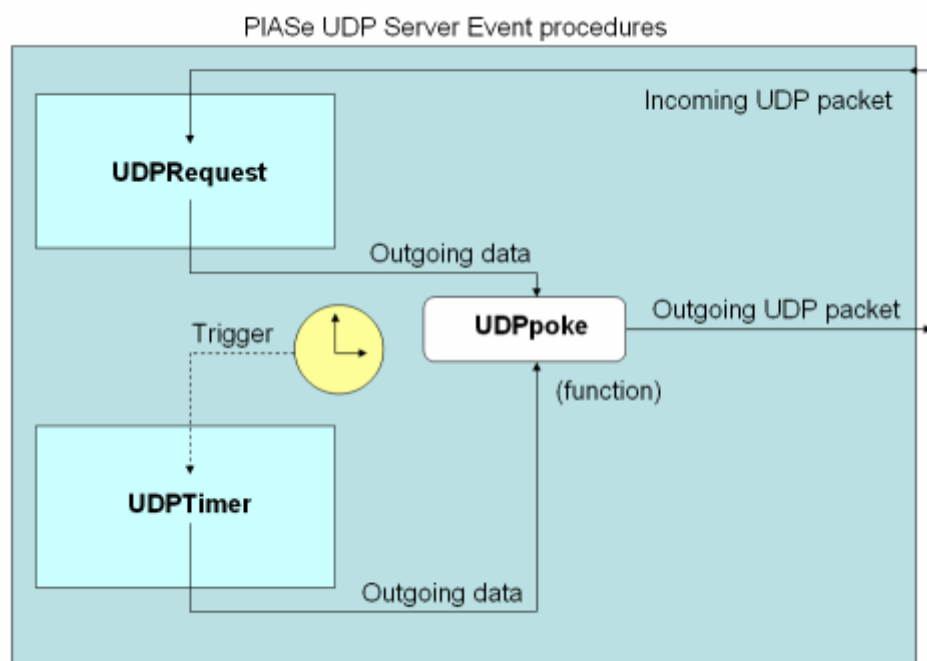 PIASe UDP Server Event procedures
Incoming UDP packet
UDPRequest
Outgoing data
UDPpoke
Outgoing UDP packet
Trigger
(function)
UDPTimer
Outgoing data